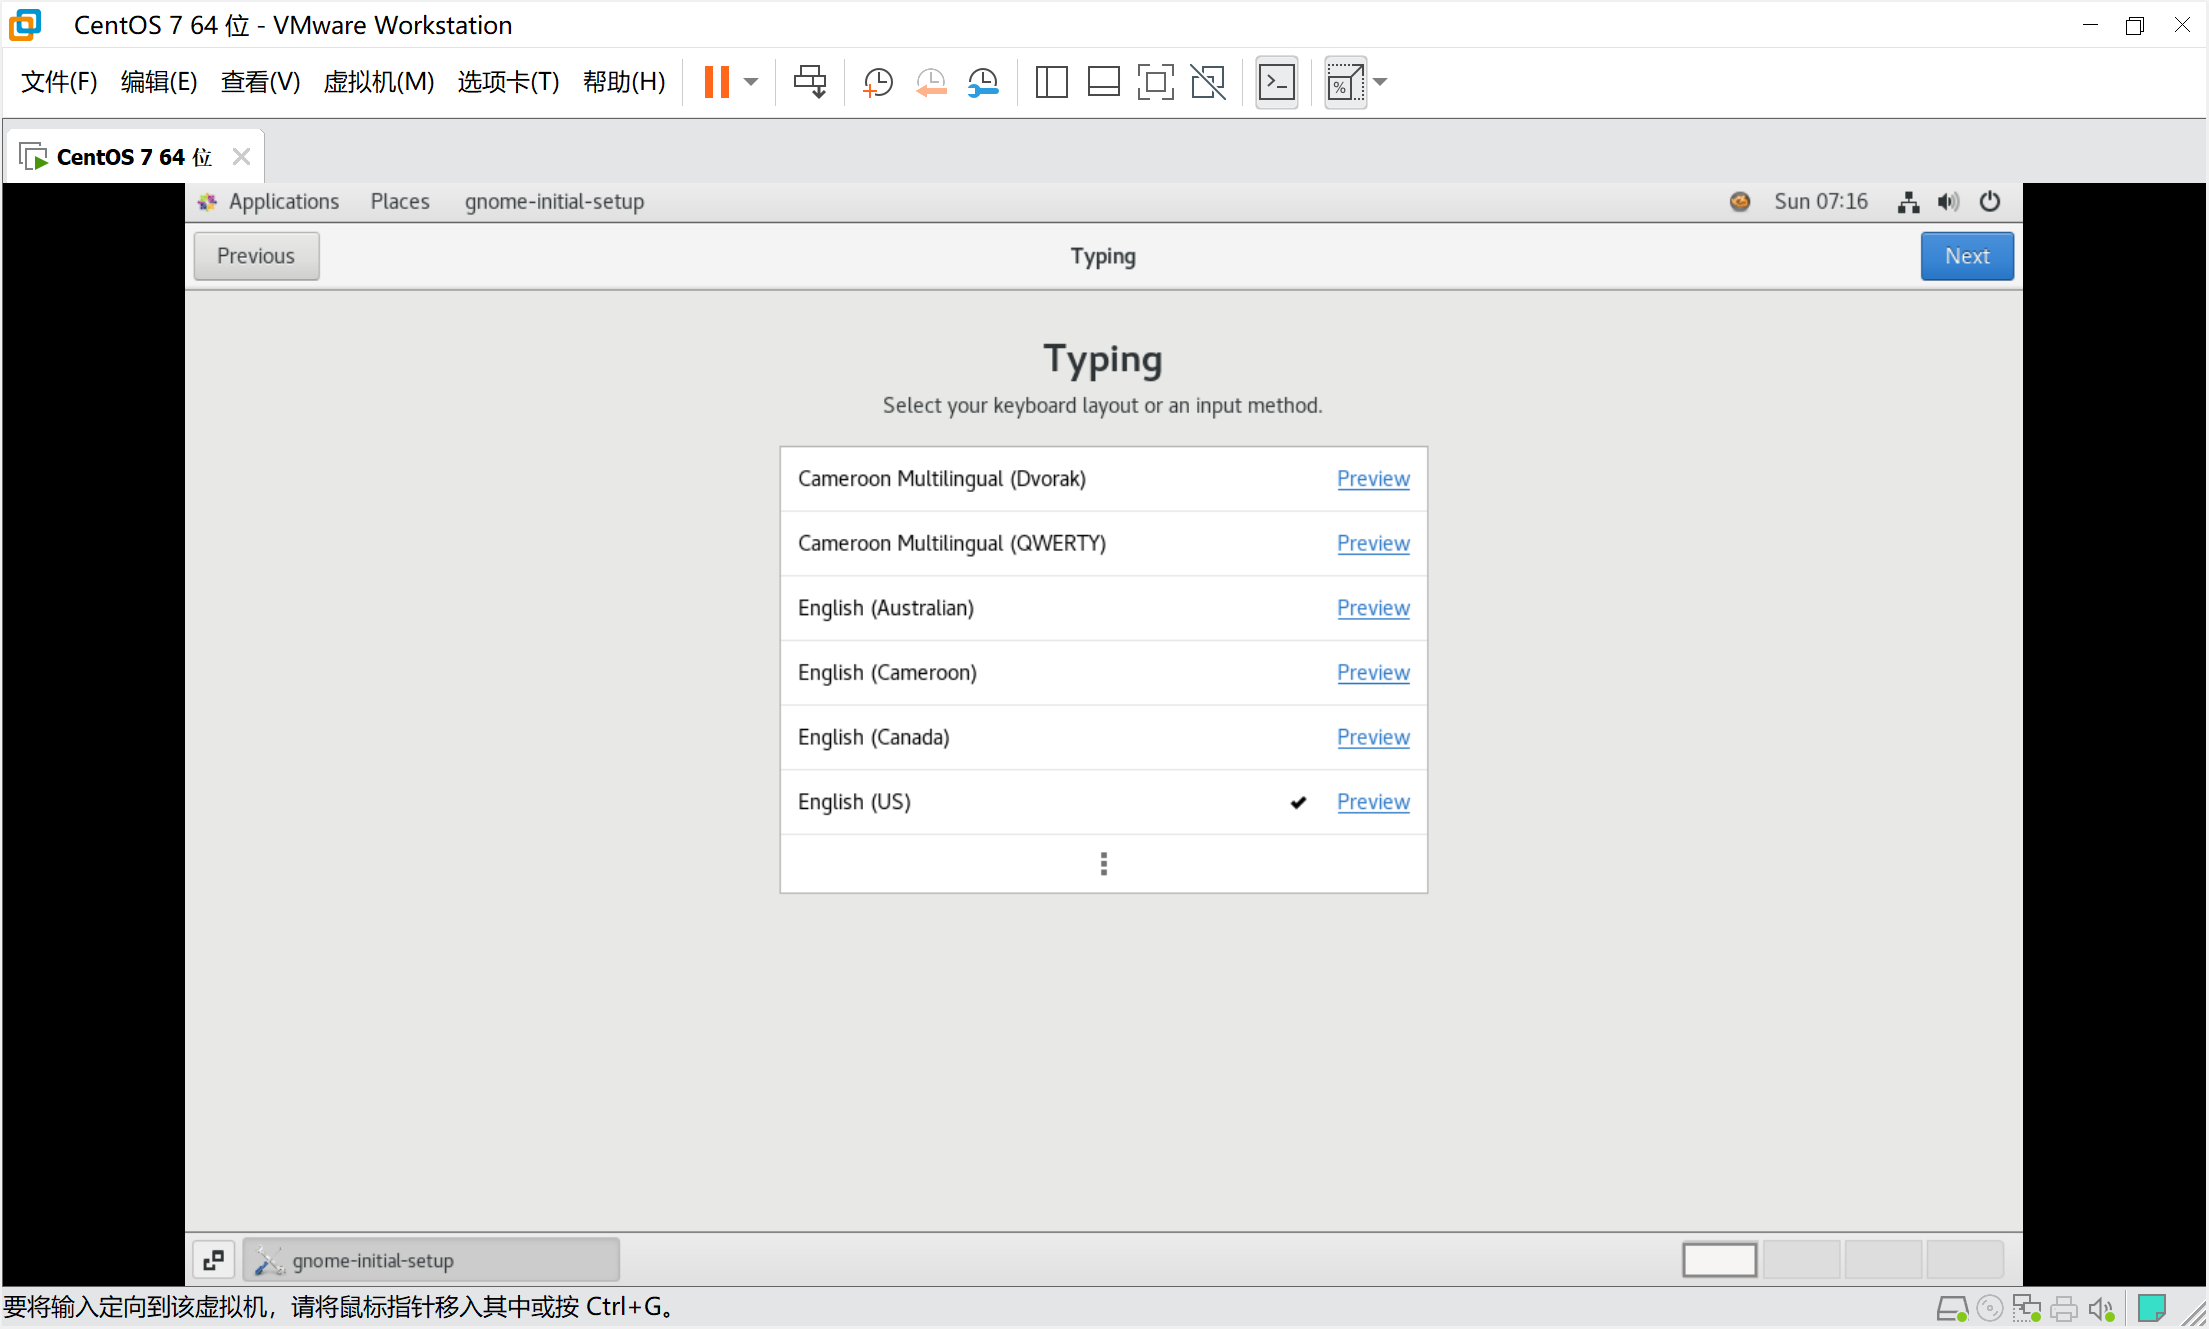 CentOS 7 64 位 - VMware Workstation
文件(F) 编辑(E) 查看(V) 虚拟机(M) 选项卡(T) 帮助(H)
CentOS 7 64 位
Applications Places gnome-initial-setup Sun 07:16
Previous Typing Next
Typing
Select your keyboard layout or an input method.
Cameroon Multilingual (Dvorak) Preview
Cameroon Multilingual (QWERTY) Preview
English (Australian) Preview
English (Cameroon) Preview
English (Canada) Preview
English (US) Preview
gnome-initial-setup
要将输入定向到该虚拟机，请将鼠标指针移入其中或按 Ctrl+G。